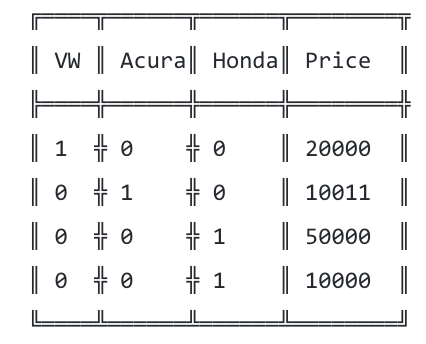 ╔════╦══════╦══════╦════════╦
║ VW ║ Acura║ Honda║ Price  ║
╠════╬══════╬══════╬════════╬
║ 1  ╬ 0    ╬ 0    ║ 20000  ║
║ 0  ╬ 1    ╬ 0    ║ 10011  ║
║ 0  ╬ 0    ╬ 1    ║ 50000  ║
║ 0  ╬ 0    ╬ 1    ║ 10000  ║
╚════╩══════╩══════╩════════╝